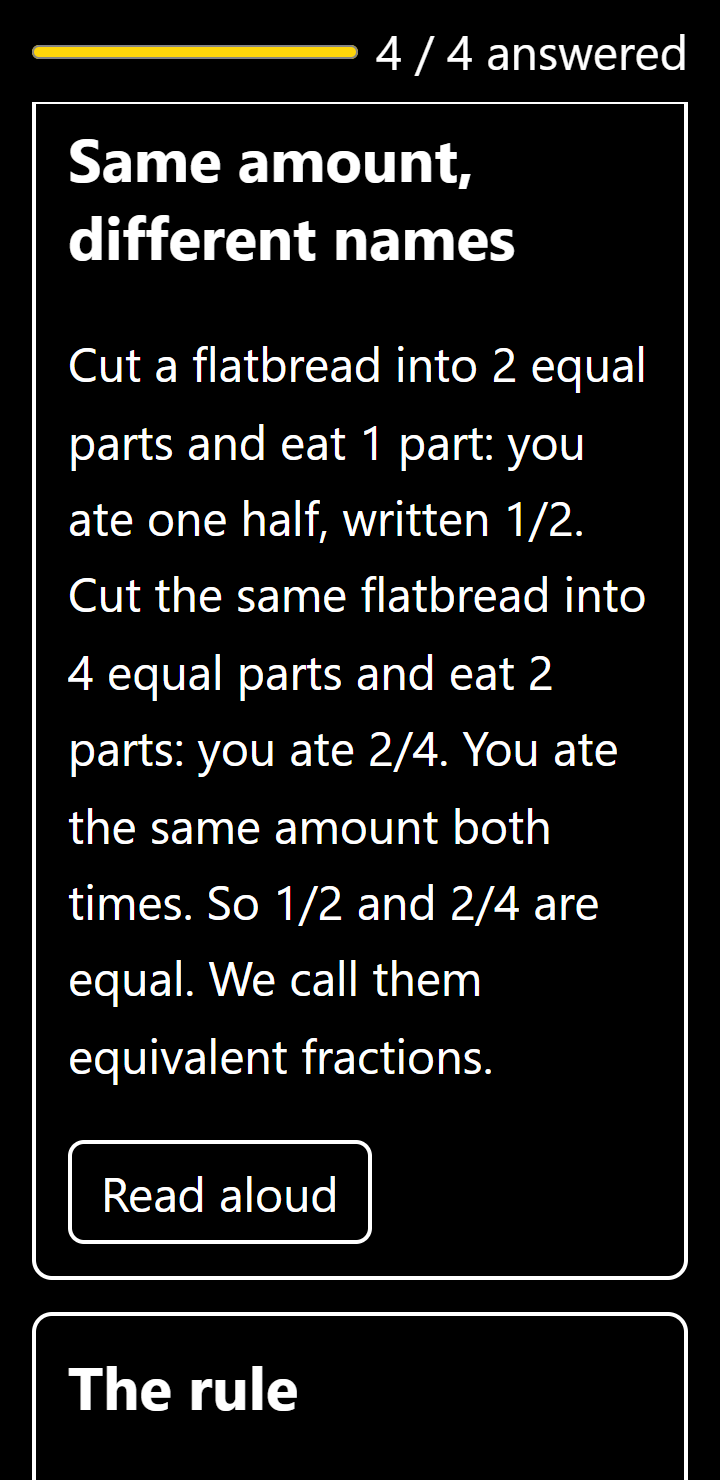 4 / 4 answered
Same amount,
different names
Cut a flatbread into 2 equal
parts and eat 1 part: you
ate one half, written 1/2.
Cut the same flatbread into
4 equal parts and eat 2
parts: you ate 2/4. You ate
the same amount both
times. So 1/2 and 2/4 are
equal. We call them
equivalent fractions.
Read aloud
The rule